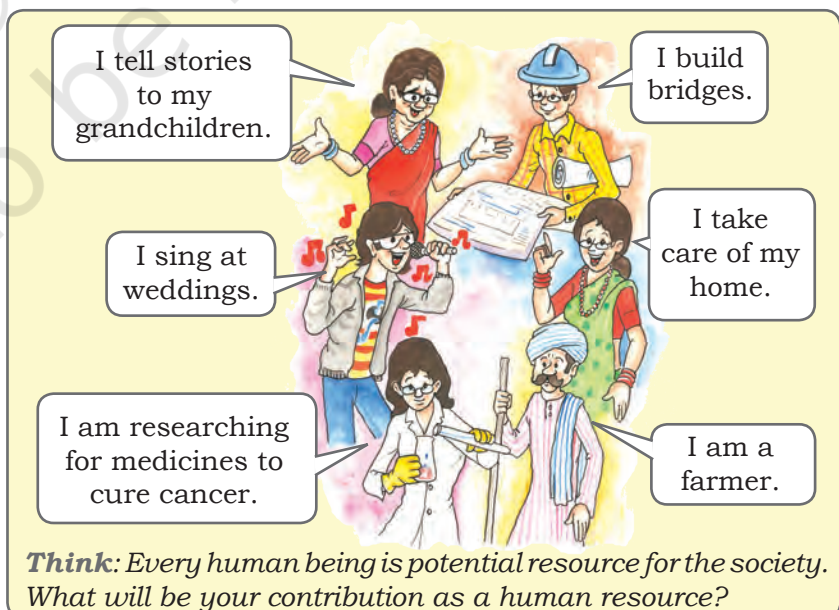 I tell stories
to my
grandchildren.
I build
bridges.
I sing at
weddings.
I take
care of my
home.
I am researching
for medicines to
cure cancer.
I am a
farmer.
Think: Every human being is potential resource for the society.
What will be your contribution as a human resource?